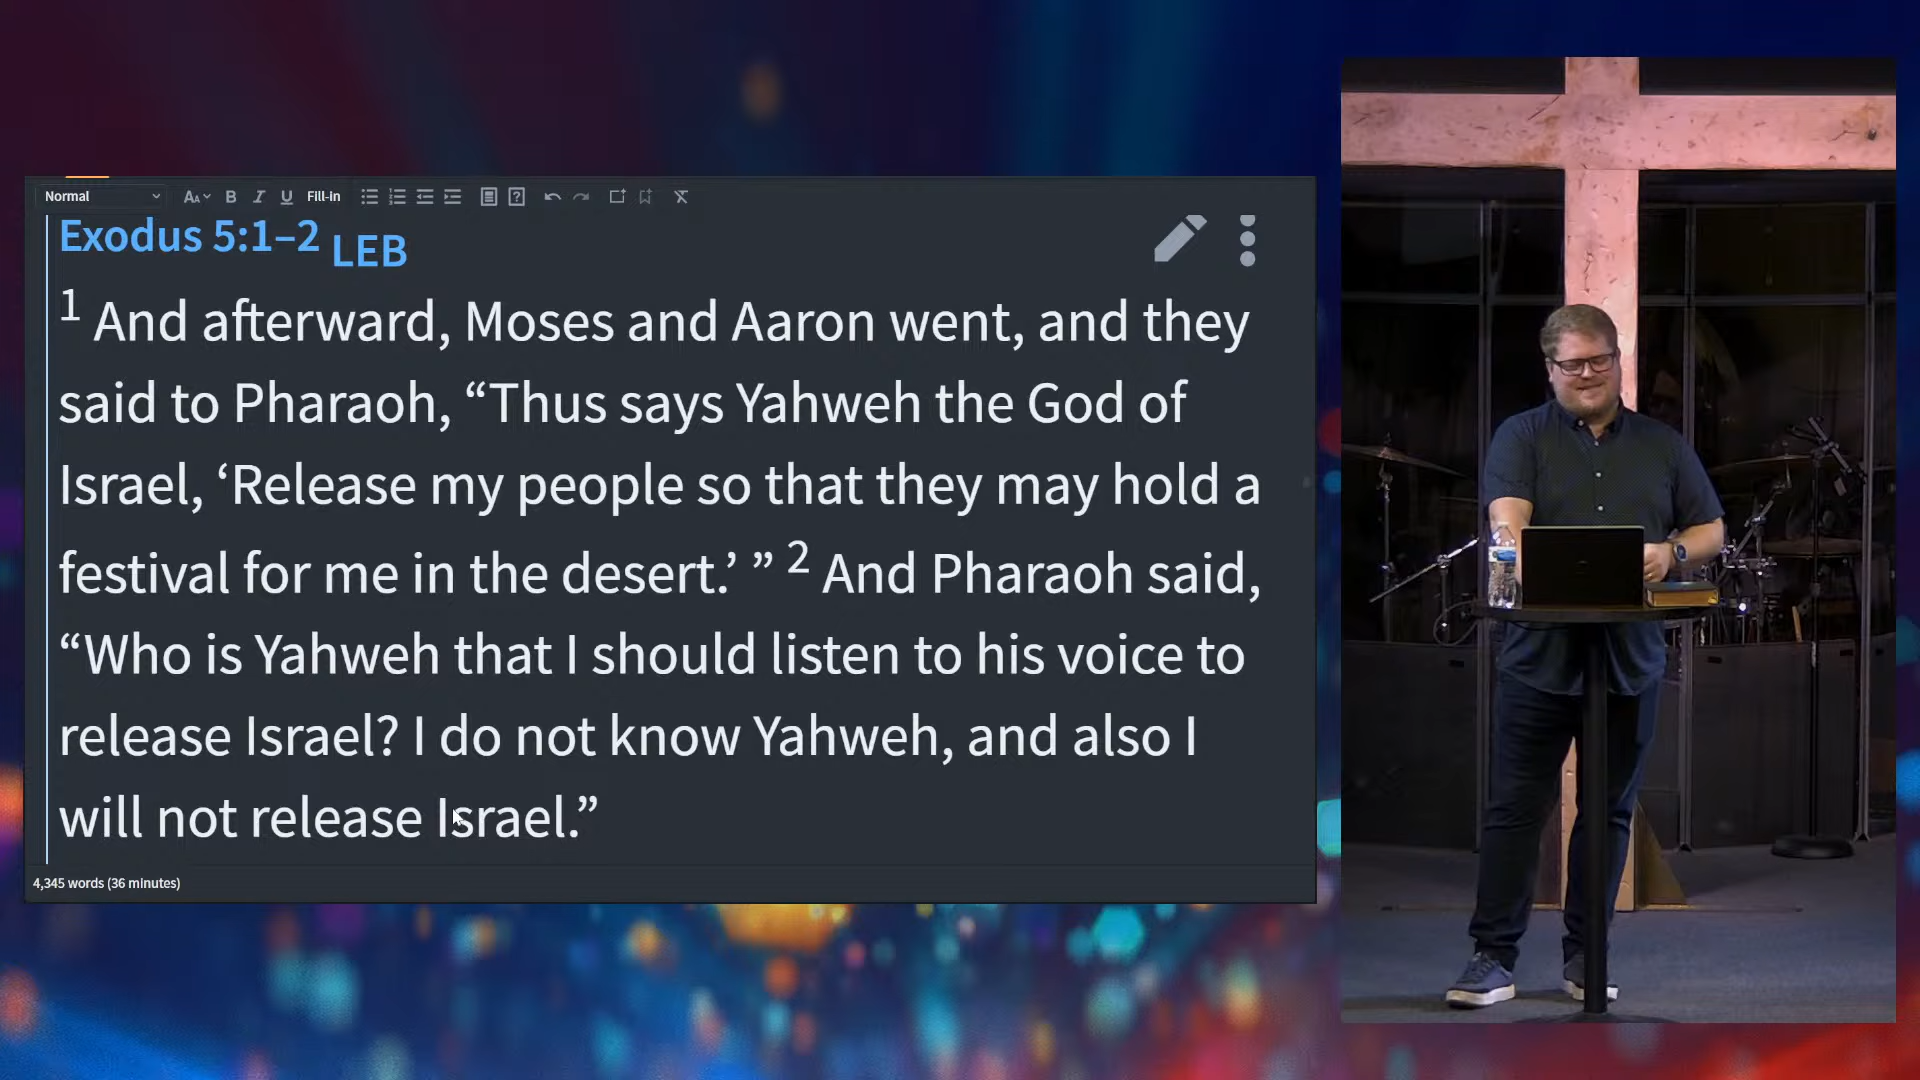 Normal
Fill-in
Exodus 5:1–2 LEB
1 And afterward, Moses and Aaron went, and they
said to Pharaoh, “Thus says Yahweh the God of
Israel, ‘Release my people so that they may hold a
festival for me in the desert.’ ” 2 And Pharaoh said,
“Who is Yahweh that I should listen to his voice to
release Israel? I do not know Yahweh, and also I
will not release Israel.”
4,345 words (36 minutes)